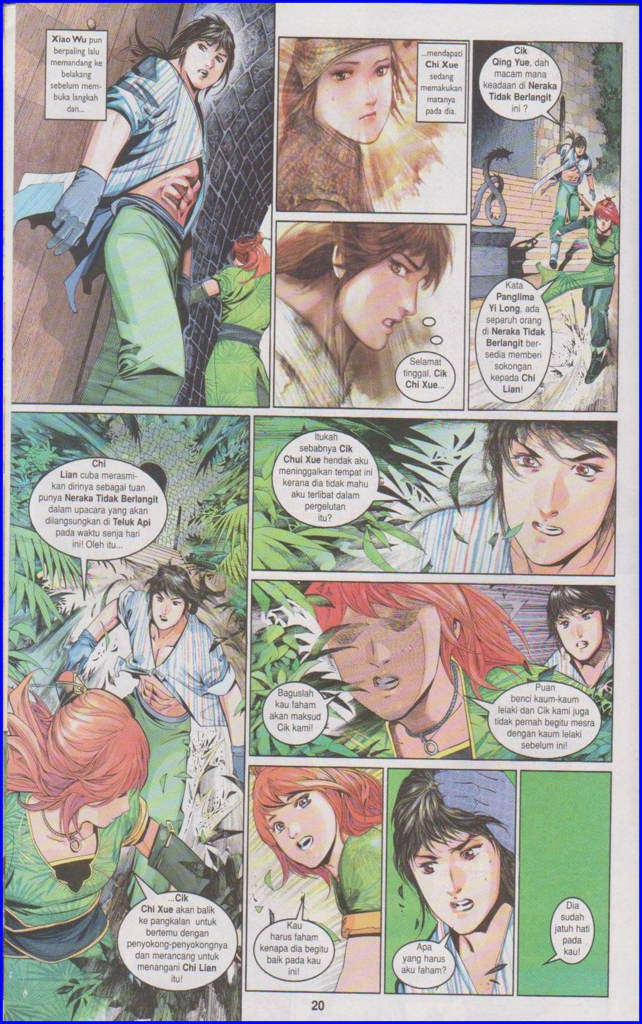 Xiao Wu pun
berpaling lalu
memandang ke
belakang
sebelum mem-
buka langkah
dan...
...mendapati
Chi Xue
sedang
memakukan
matanya
pada dia.
Selamat
tinggal, Cik
Chi Xue...
Cik
Qing Yue, dah
macam mana
keadaan di Neraka
Tidak Berlangit
ini ?
Kata
Panglima
Yi Long, ada
separuh orang
di Neraka Tidak
Berlangit ber-
sedia memberi
sokongan
kepada Chi
Lian!
Chi
Lian cuba merasmi-
kan dirinya sebagai tuan
punya Neraka Tidak Berlangit
dalam upacara yang akan
dilangsungkan di Teluk Api
pada waktu senja hari
ini! Oleh itu...
...Cik
Chi Xue akan balik
ke pangkalan untuk
bertemu dengan
penyokong-penyokongnya
dan merancang untuk
menangani Chi Lian
itu!
Itukah
sebabnya Cik
Chui Xue hendak aku
meninggalkan tempat ini
kerana dia tidak mahu
aku terlibat dalam
pergelutan
itu?
Baguslah
kau faham
akan maksud
Cik kami!
Puan
benci kaum-kaum
lelaki dan Cik kami juga
tidak pernah begitu mesra
dengan kaum lelaki
sebelum ini!
Kau
harus faham
kenapa dia begitu
baik pada kau
ini!
Apa
yang harus
aku faham?
Dia
sudah
jatuh hati
pada
kau!
20